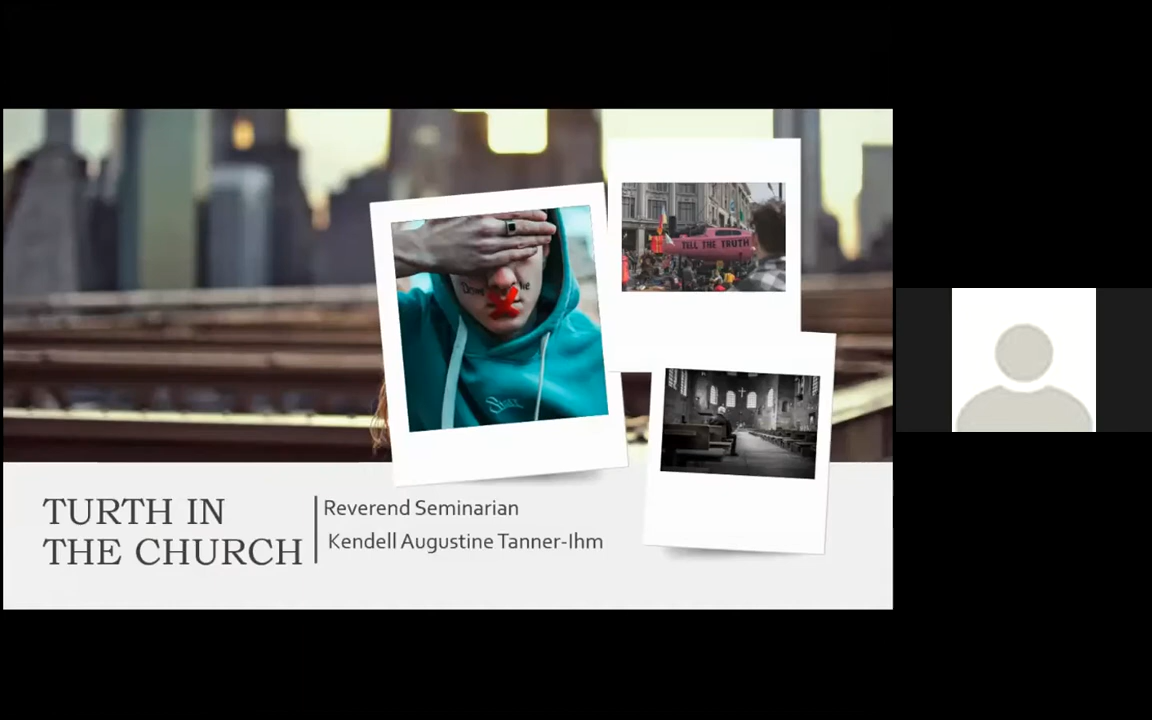 TELL THE TRUTH
TURTH IN
THE CHURCH
Reverend Seminarian
Kendell Augustine Tanner-Ihm